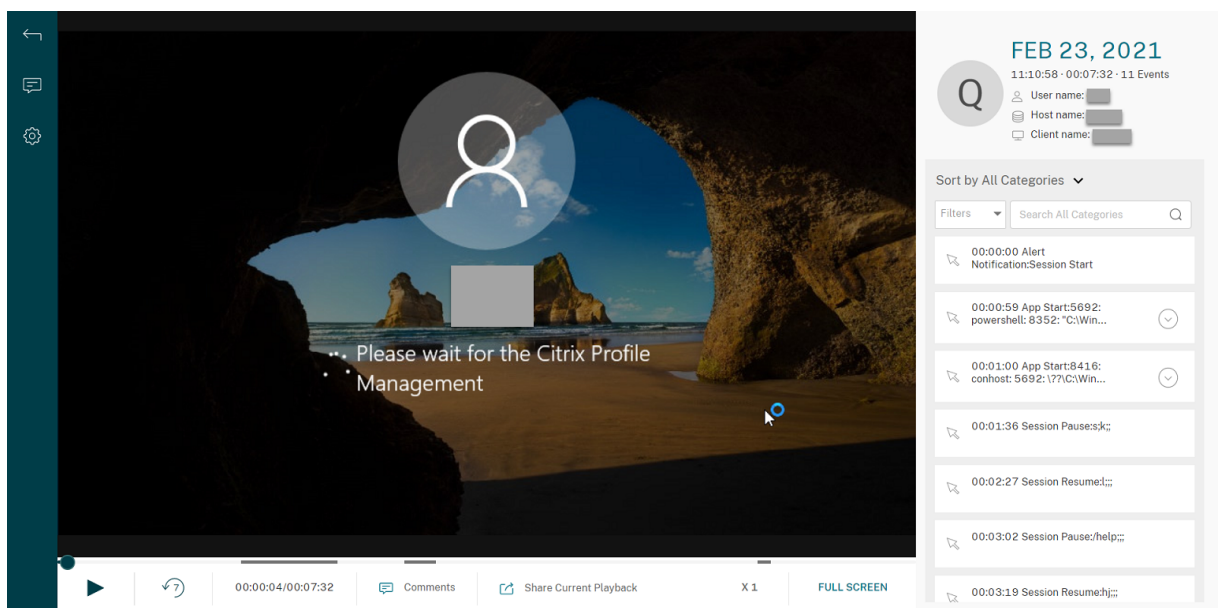 Please wait for the Citrix Profile
Management
7
00:00:04/00:07:32
Comments
Share Current Playback
X 1
FULL SCREEN
FEB 23, 2021
Q
11:10:58 · 00:07:32 · 11 Events
User name:
Host name:
Client name:
Sort by All Categories
Filters
Search All Categories
00:00:00 Alert
Notification:Session Start
00:00:59 App Start:5692:
powershell: 8352: "C:\Win...
00:01:00 App Start:8416:
conhost: 5692: \??\C:\Win...
00:01:36 Session Pause:s;k;;
00:02:27 Session Resume:l;;;
00:03:02 Session Pause:/help;;;
00:03:19 Session Resume:hj;;;